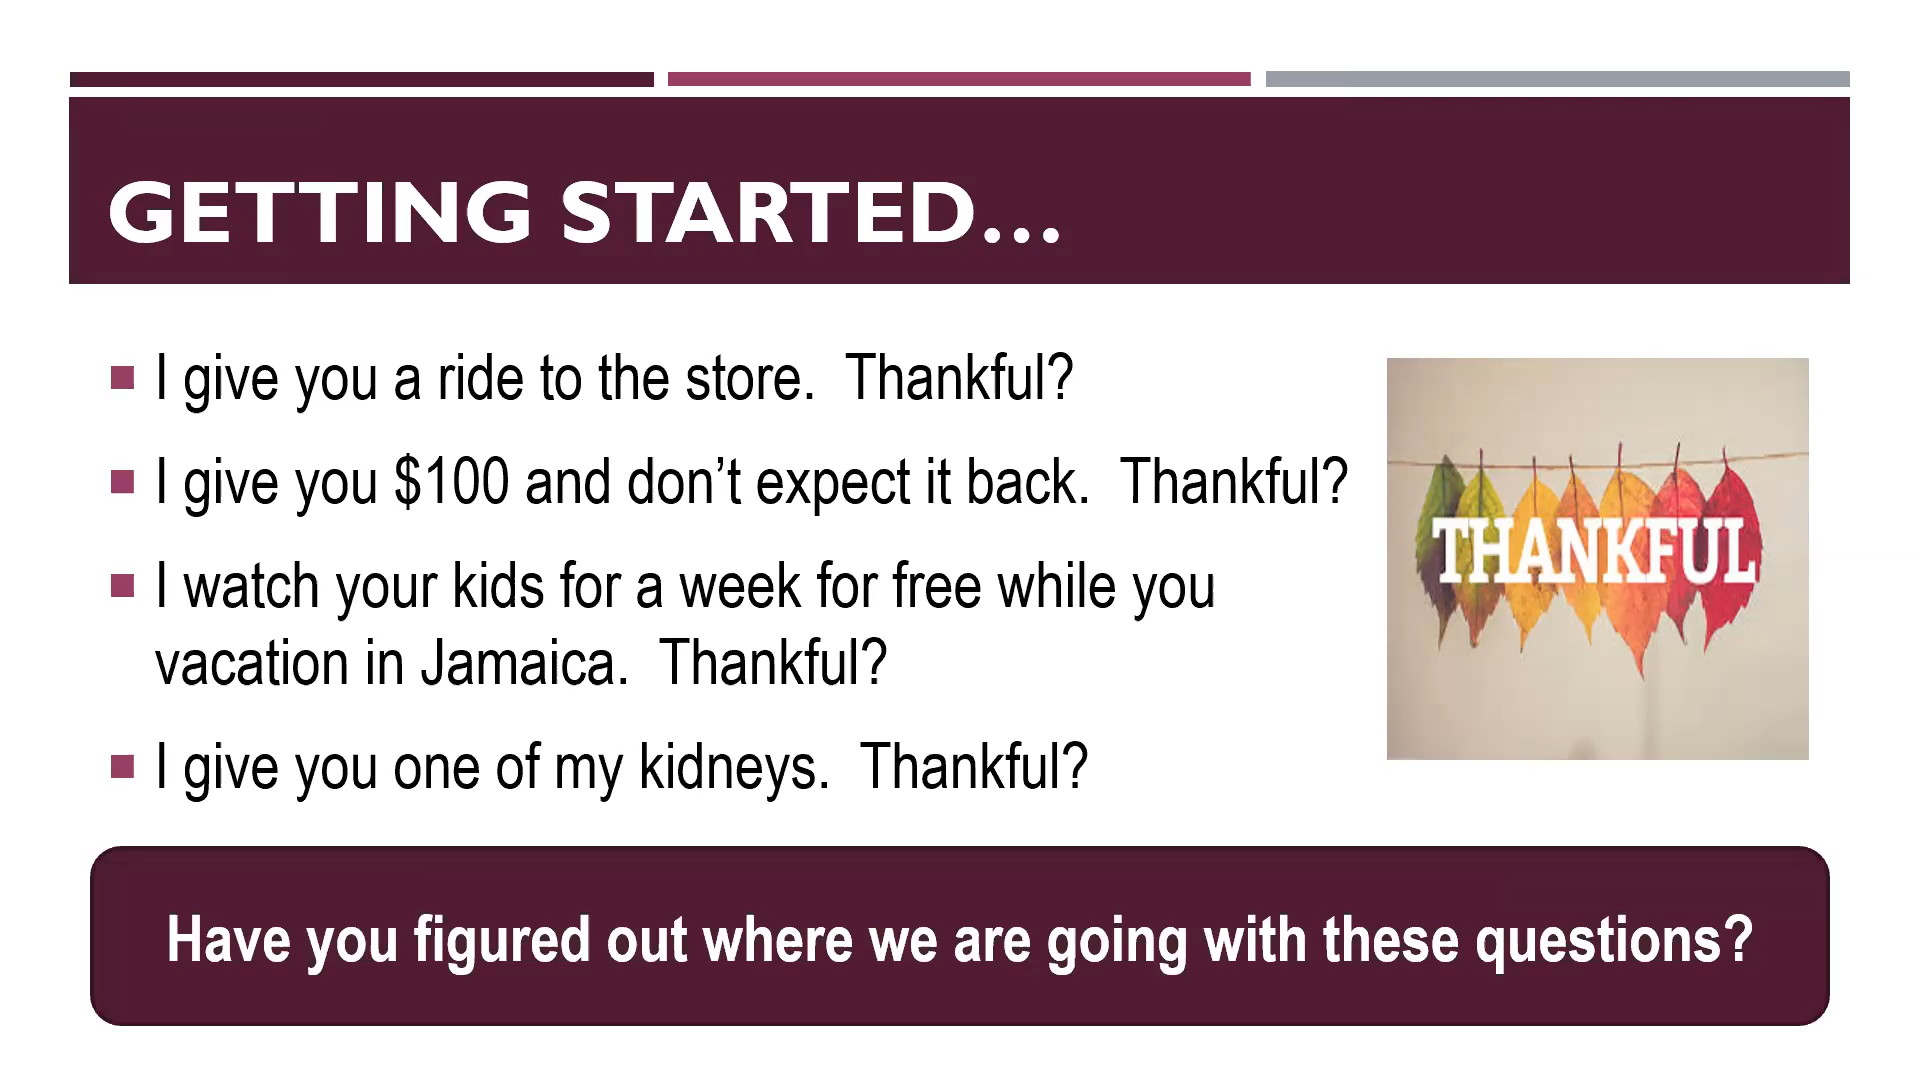 GETTING STARTED…
I give you a ride to the store.  Thankful?
I give you $100 and don’t expect it back.  Thankful?
I watch your kids for a week for free while you
vacation in Jamaica.  Thankful?
I give you one of my kidneys.  Thankful?
THANKFUL
Have you figured out where we are going with these questions?